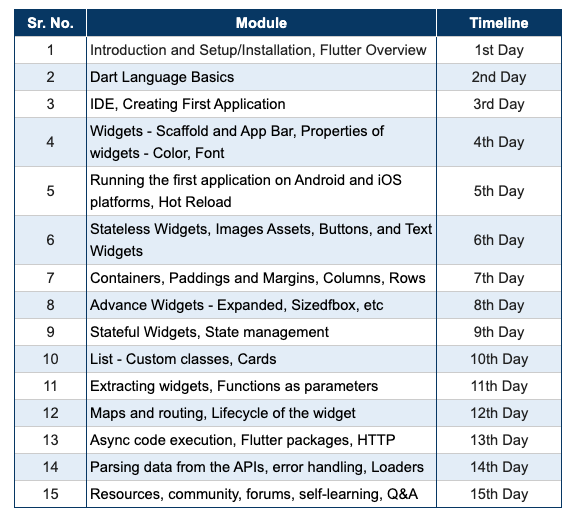 Sr. No. Module Timeline
1 Introduction and Setup/Installation, Flutter Overview 1st Day
2 Dart Language Basics 2nd Day
3 IDE, Creating First Application 3rd Day
4 Widgets - Scaffold and App Bar, Properties of
widgets - Color, Font 4th Day
5 Running the first application on Android and iOS
platforms, Hot Reload 5th Day
6 Stateless Widgets, Images Assets, Buttons, and Text
Widgets 6th Day
7 Containers, Paddings and Margins, Columns, Rows 7th Day
8 Advance Widgets - Expanded, Sizedfbox, etc 8th Day
9 Stateful Widgets, State management 9th Day
10 List - Custom classes, Cards 10th Day
11 Extracting widgets, Functions as parameters 11th Day
12 Maps and routing, Lifecycle of the widget 12th Day
13 Async code execution, Flutter packages, HTTP 13th Day
14 Parsing data from the APIs, error handling, Loaders 14th Day
15 Resources, community, forums, self-learning, Q&A 15th Day